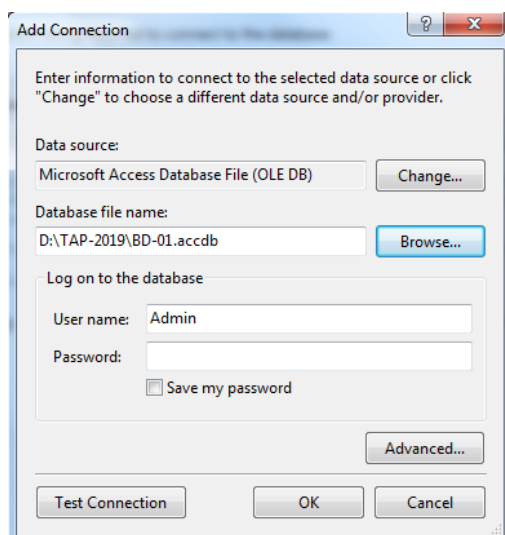 Add Connection
Enter information to connect to the selected data source or click
"Change" to choose a different data source and/or provider.
Data source:
Microsoft Access Database File (OLE DB)
Change...
Database file name:
D:\TAP-2019\BD-01.accdb
Browse...
Log on to the database
User name:
Admin
Password:
Save my password
Advanced...
Test Connection
OK
Cancel